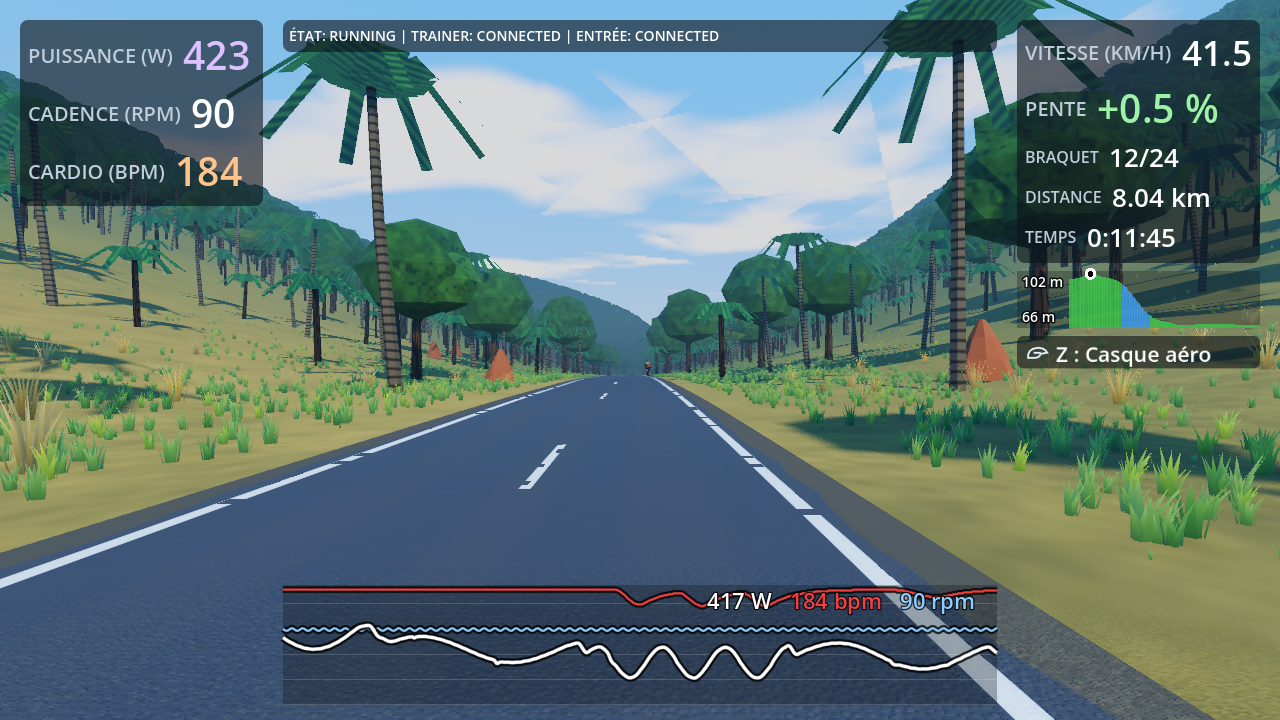 PUISSANCE (W) 423
CADENCE (RPM) 90
CARDIO (BPM) 184
ÉTAT: RUNNING | TRAINER: CONNECTED | ENTRÉE: CONNECTED
VITESSE (KM/H) 41.5
PENTE +0.5 %
BRAQUET 12/24
DISTANCE 8.04 km
TEMPS 0:11:45
102 m
66 m
Z : Casque aéro
417 W 184 bpm 90 rpm